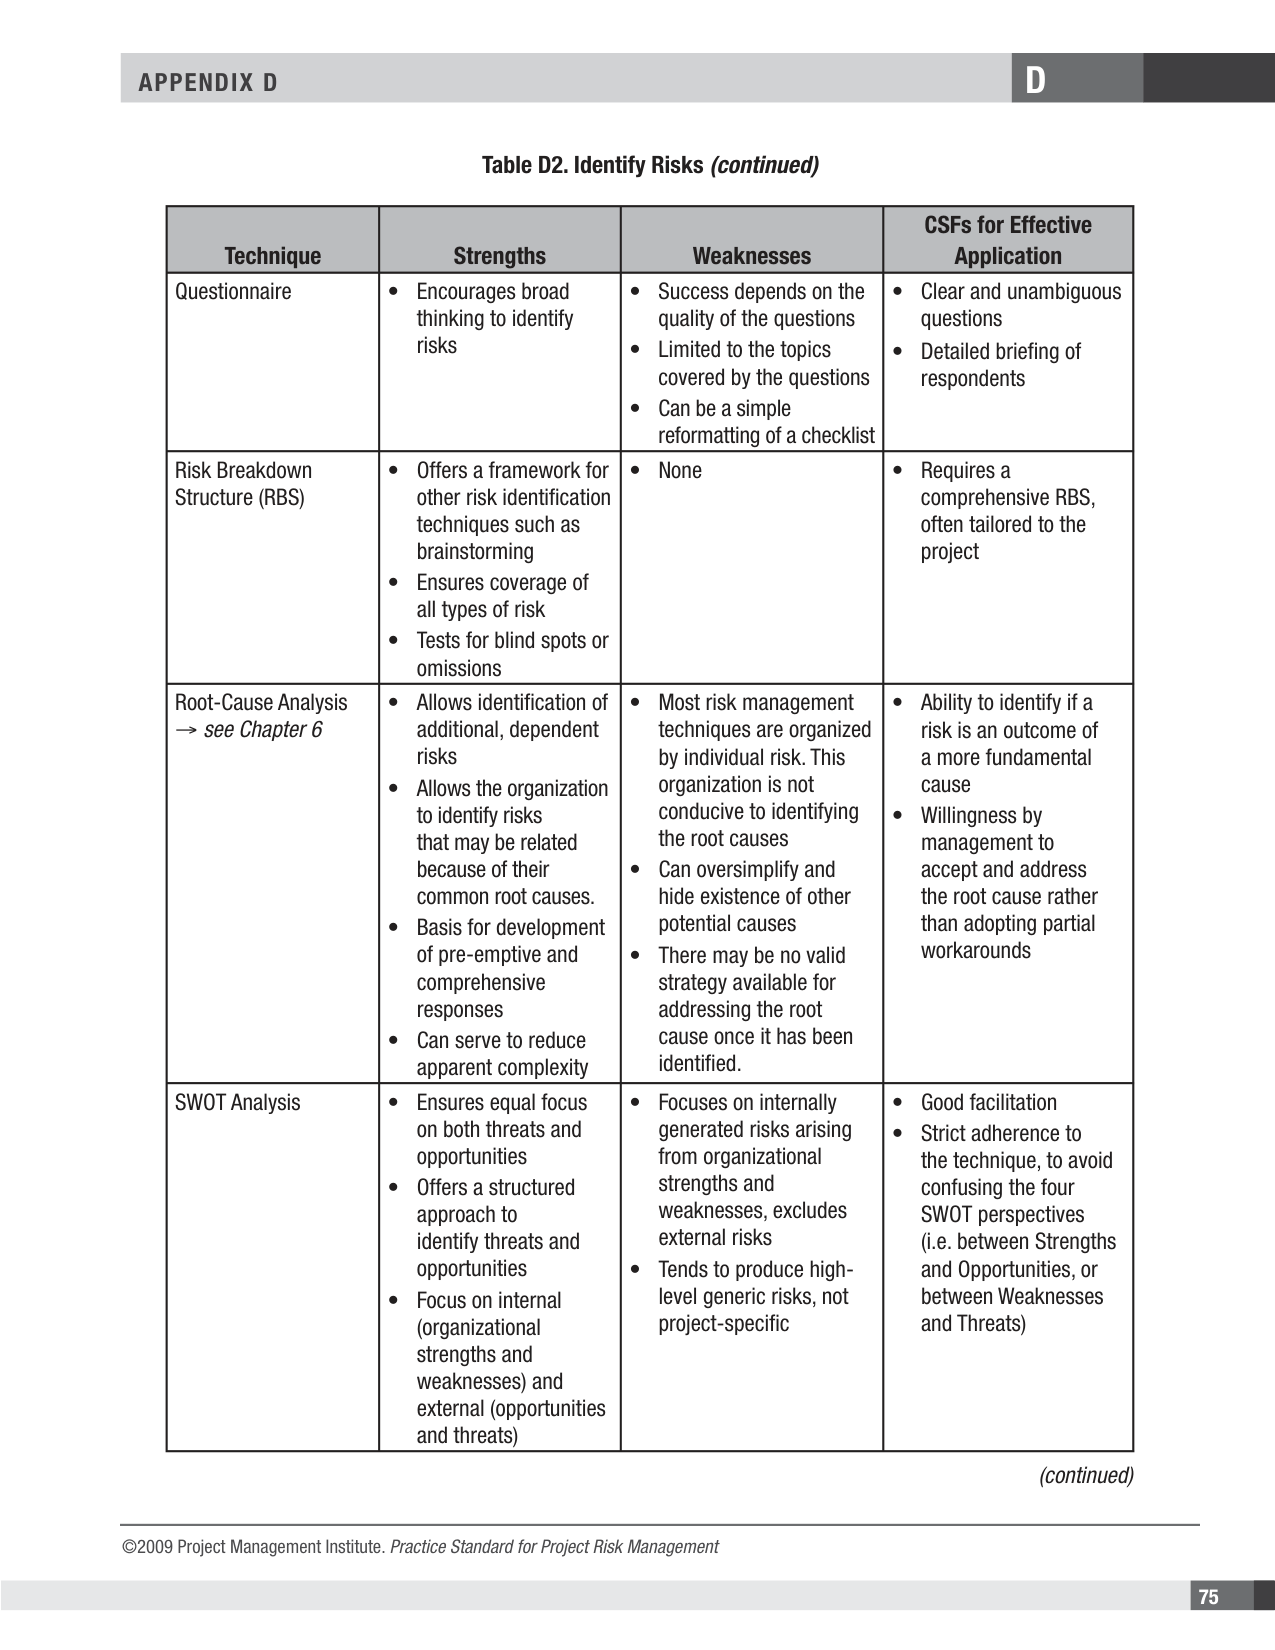 APPENDIX D
D
Table D2. Identify Risks (continued)
Technique
Strengths
Weaknesses
CSFs for Effective
Application
Questionnaire
• Encourages broad
thinking to identify
risks
• Success depends on the
quality of the questions
• Limited to the topics
covered by the questions
• Can be a simple
reformatting of a checklist
• Clear and unambiguous
questions
• Detailed briefing of
respondents
Risk Breakdown
Structure (RBS)
• Offers a framework for
other risk identification
techniques such as
brainstorming
• Ensures coverage of
all types of risk
• Tests for blind spots or
omissions
• None
• Requires a
comprehensive RBS,
often tailored to the
project
Root-Cause Analysis
→ see Chapter 6
• Allows identification of
additional, dependent
risks
• Allows the organization
to identify risks
that may be related
because of their
common root causes.
• Basis for development
of pre-emptive and
comprehensive
responses
• Can serve to reduce
apparent complexity
• Most risk management
techniques are organized
by individual risk. This
organization is not
conducive to identifying
the root causes
• Can oversimplify and
hide existence of other
potential causes
• There may be no valid
strategy available for
addressing the root
cause once it has been
identified.
• Ability to identify if a
risk is an outcome of
a more fundamental
cause
• Willingness by
management to
accept and address
the root cause rather
than adopting partial
workarounds
SWOT Analysis
• Ensures equal focus
on both threats and
opportunities
• Offers a structured
approach to
identify threats and
opportunities
• Focus on internal
(organizational
strengths and
weaknesses) and
external (opportunities
and threats)
• Focuses on internally
generated risks arising
from organizational
strengths and
weaknesses, excludes
external risks
• Tends to produce high-
level generic risks, not
project-specific
• Good facilitation
• Strict adherence to
the technique, to avoid
confusing the four
SWOT perspectives
(i.e. between Strengths
and Opportunities, or
between Weaknesses
and Threats)
(continued)
©2009 Project Management Institute. Practice Standard for Project Risk Management
75